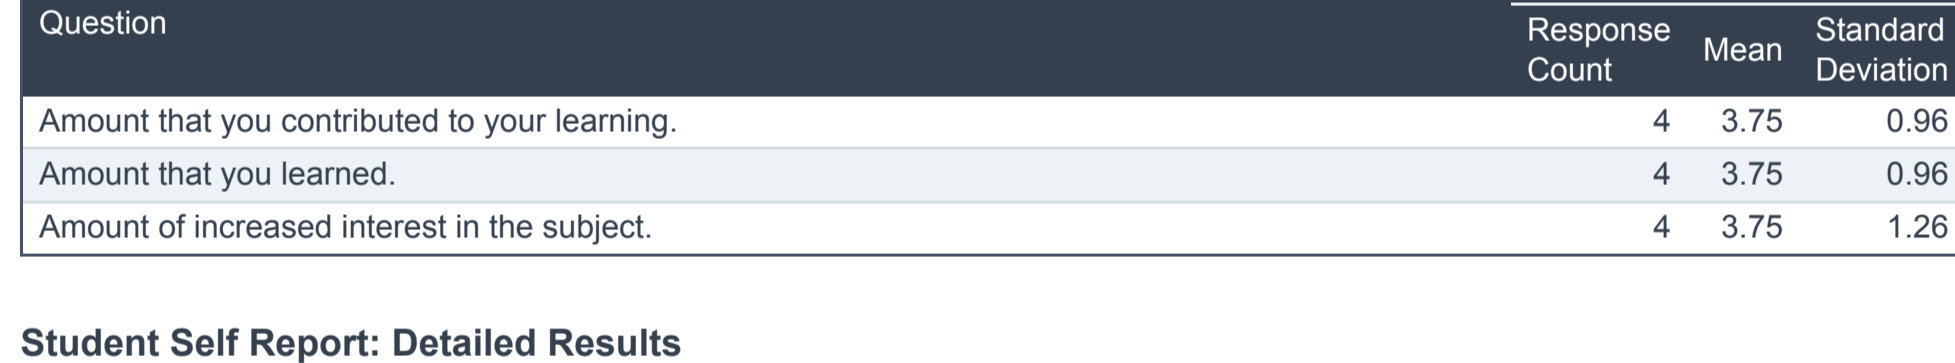 Question Response Count Mean Standard Deviation
Amount that you contributed to your learning. 4 3.75 0.96
Amount that you learned. 4 3.75 0.96
Amount of increased interest in the subject. 4 3.75 1.26
Student Self Report: Detailed Results